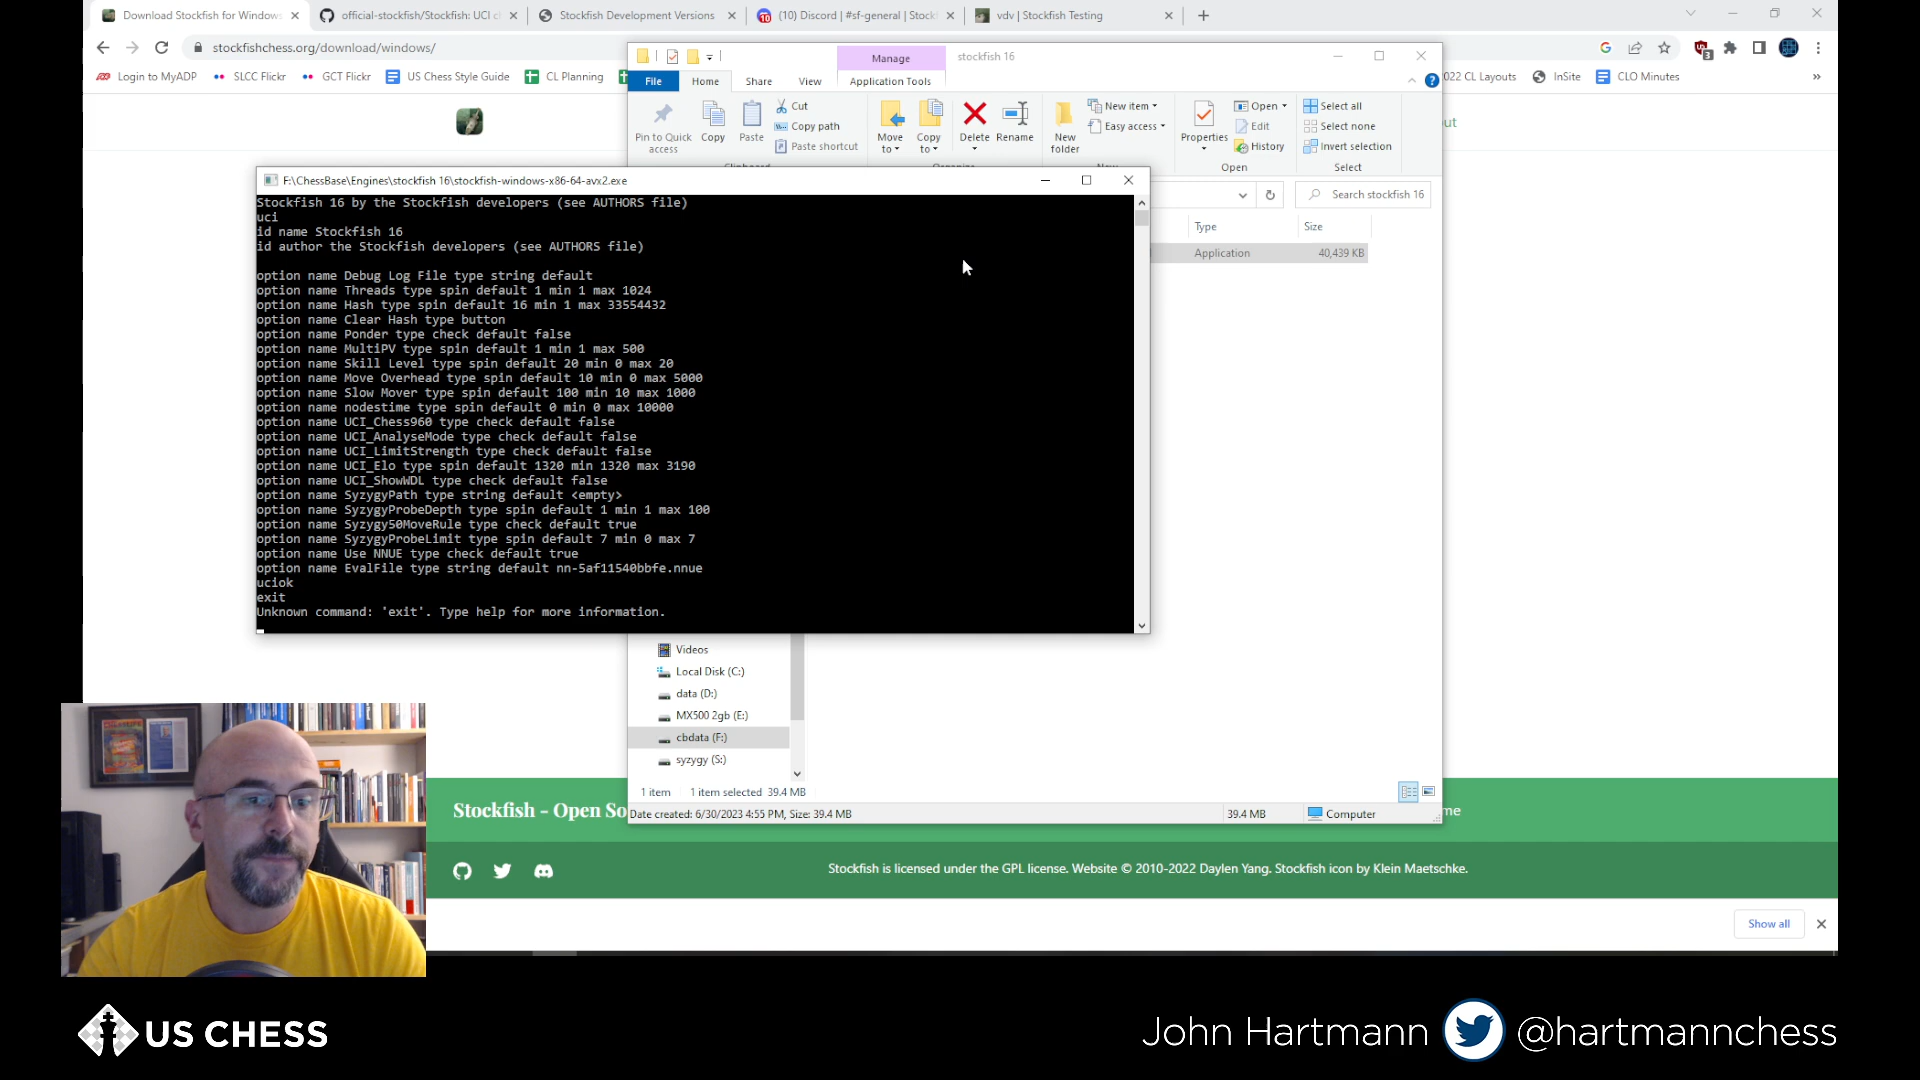 Download Stockfish for Windows
official-stockfish/Stockfish: UCI c
Stockfish Development Versions
(10) Discord | #sf-general | Stock
vdv | Stockfish Testing
stockfishchess.org/download/windows/
Login to MyADP
SLCC Flickr
GCT Flickr
US Chess Style Guide
CL Planning
022 CL Layouts
InSite
CLO Minutes
Manage
stockfish 16
File
Home
Share
View
Application Tools
Pin to Quick access
Copy
Paste
Cut
Copy path
Paste shortcut
Move to
Copy to
Delete
Rename
New folder
New item
Easy access
Properties
Open
Edit
History
Select all
Select none
Invert selection
Clipboard
Organize
New
Open
Select
out
Search stockfish 16
Type
Size
Application
40,439 KB
F:\ChessBase\Engines\stockfish 16\stockfish-windows-x86-64-avx2.exe
Stockfish 16 by the Stockfish developers (see AUTHORS file)
uci
id name Stockfish 16
id author the Stockfish developers (see AUTHORS file)
option name Debug Log File type string default
option name Threads type spin default 1 min 1 max 1024
option name Hash type spin default 16 min 1 max 33554432
option name Clear Hash type button
option name Ponder type check default false
option name MultiPV type spin default 1 min 1 max 500
option name Skill Level type spin default 20 min 0 max 20
option name Move Overhead type spin default 10 min 0 max 5000
option name Slow Mover type spin default 100 min 10 max 1000
option name nodestime type spin default 0 min 0 max 10000
option name UCI_Chess960 type check default false
option name UCI_AnalyseMode type check default false
option name UCI_LimitStrength type check default false
option name UCI_Elo type spin default 1320 min 1320 max 3190
option name UCI_ShowWDL type check default false
option name SyzygyPath type string default <empty>
option name SyzygyProbeDepth type spin default 1 min 1 max 100
option name Syzygy50MoveRule type check default true
option name SyzygyProbeLimit type spin default 7 min 0 max 7
option name Use NNUE type check default true
option name EvalFile type string default nn-5af11540bbfe.nnue
uciok
exit
Unknown command: 'exit'. Type help for more information.
Videos
Local Disk (C:)
data (D:)
MX500 2gb (E:)
cbdata (F:)
syzygy (S:)
1 item
1 item selected 39.4 MB
Date created: 6/30/2023 4:55 PM, Size: 39.4 MB
39.4 MB
Computer
Stockfish - Open So
me
Stockfish is licensed under the GPL license. Website © 2010-2022 Daylen Yang. Stockfish icon by Klein Maetschke.
Show all
US CHESS
John Hartmann
@hartmannchess